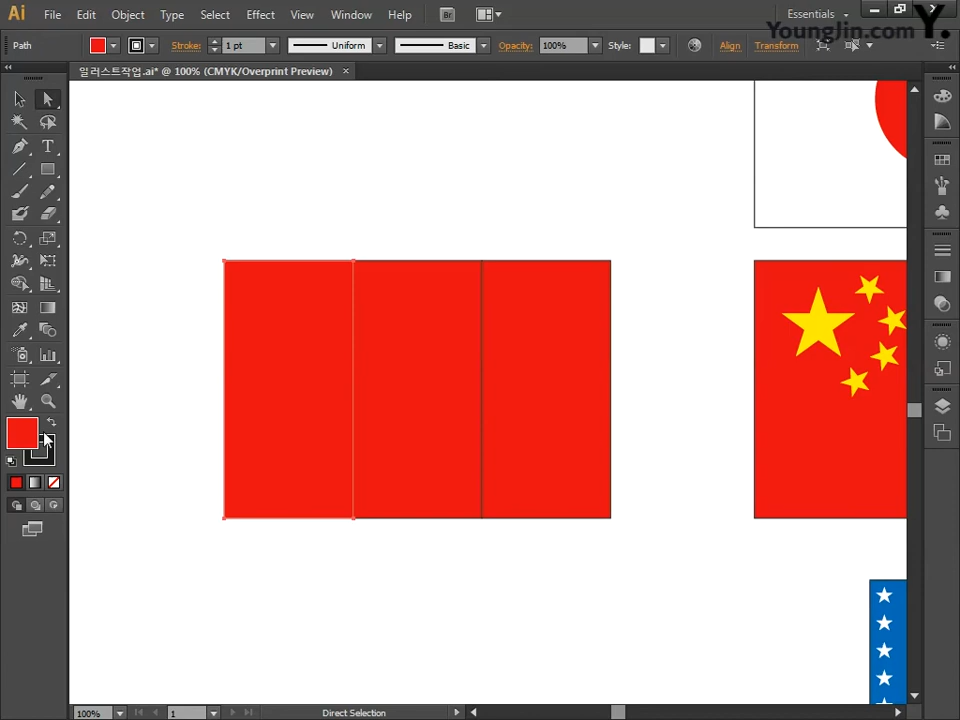 Ai File Edit Object Type Select Effect View Window Help Br Essentials
YoungJin.com Y.
Path Stroke: 1 pt Uniform Basic Opacity: 100% Style: Align Transform
일러스트작업.ai* @ 100% (CMYK/Overprint Preview) ×
T
100% 1 Direct Selection